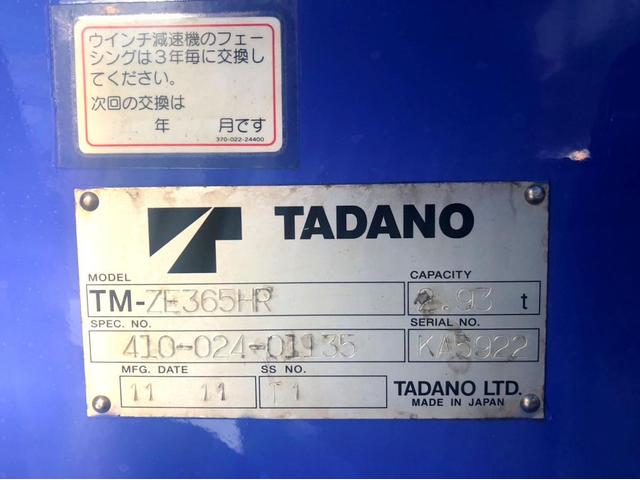 ウインチ減速機のフェー
シングは3年毎に交換し
てください。
次回の交換は
年 月です
370-022-24400
TADANO
MODEL
CAPACITY
TM-ZE365HR
2.93 t
SPEC. NO.
SERIAL NO.
410-024-01135
KA5922
MFG. DATE
SS NO.
11 11
T1
TADANO LTD.
MADE IN JAPAN